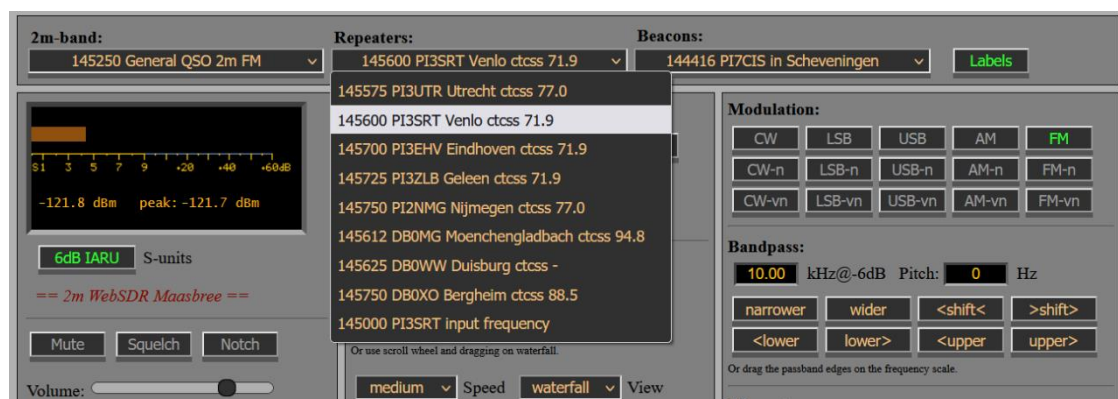 2m-band:
145250 General QSO 2m FM
Repeaters:
145600 PI3SRT Venlo ctcss 71.9
Beacons:
144416 PI7CIS in Scheveningen
Labels
145575 PI3UTR Utrecht ctcss 77.0
145600 PI3SRT Venlo ctcss 71.9
145700 PI3EHV Eindhoven ctcss 71.9
145725 PI3ZLB Geleen ctcss 71.9
145750 PI2NMG Nijmegen ctcss 77.0
145612 DB0MG Moenchengladbach ctcss 94.8
145625 DB0WW Duisburg ctcss -
145750 DB0XO Bergheim ctcss 88.5
145000 PI3SRT input frequency
S1 3 5 7 9 +20 +40 +60dB
-121.8 dBm peak: -121.7 dBm
6dB IARU S-units
== 2m WebSDR Maasbree ==
Mute Squelch Notch
Volume:
Or use scroll wheel and dragging on waterfall.
medium Speed waterfall View
Modulation:
CW LSB USB AM FM
CW-n LSB-n USB-n AM-n FM-n
CW-vn LSB-vn USB-vn AM-vn FM-vn
Bandpass:
10.00 kHz@-6dB Pitch: 0 Hz
narrower wider <shift< >shift>
<lower lower> <upper upper>
Or drag the passband edges on the frequency scale.